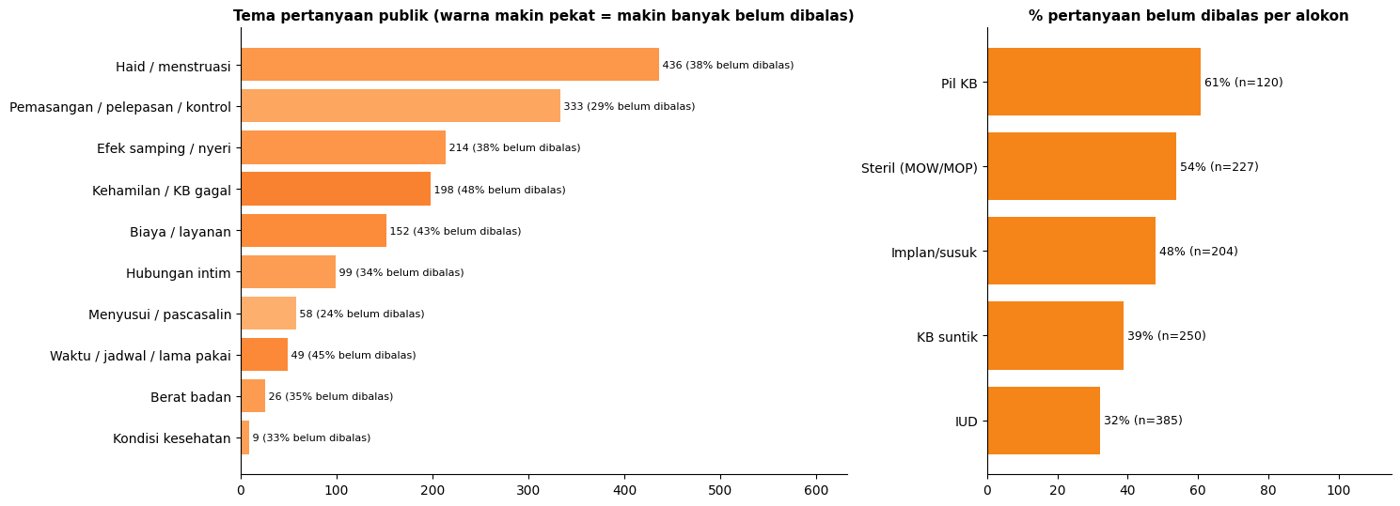 Tema pertanyaan publik (warna makin pekat = makin banyak belum dibalas)
Haid / menstruasi
436 (38% belum dibalas)
Pemasangan / pelepasan / kontrol
333 (29% belum dibalas)
Efek samping / nyeri
214 (38% belum dibalas)
Kehamilan / KB gagal
198 (48% belum dibalas)
Biaya / layanan
152 (43% belum dibalas)
Hubungan intim
99 (34% belum dibalas)
Menyusui / pascasalin
58 (24% belum dibalas)
Waktu / jadwal / lama pakai
49 (45% belum dibalas)
Berat badan
26 (35% belum dibalas)
Kondisi kesehatan
9 (33% belum dibalas)
0 100 200 300 400 500 600
% pertanyaan belum dibalas per alokon
Pil KB
61% (n=120)
Steril (MOW/MOP)
54% (n=227)
Implan/susuk
48% (n=204)
KB suntik
39% (n=250)
IUD
32% (n=385)
0 20 40 60 80 100